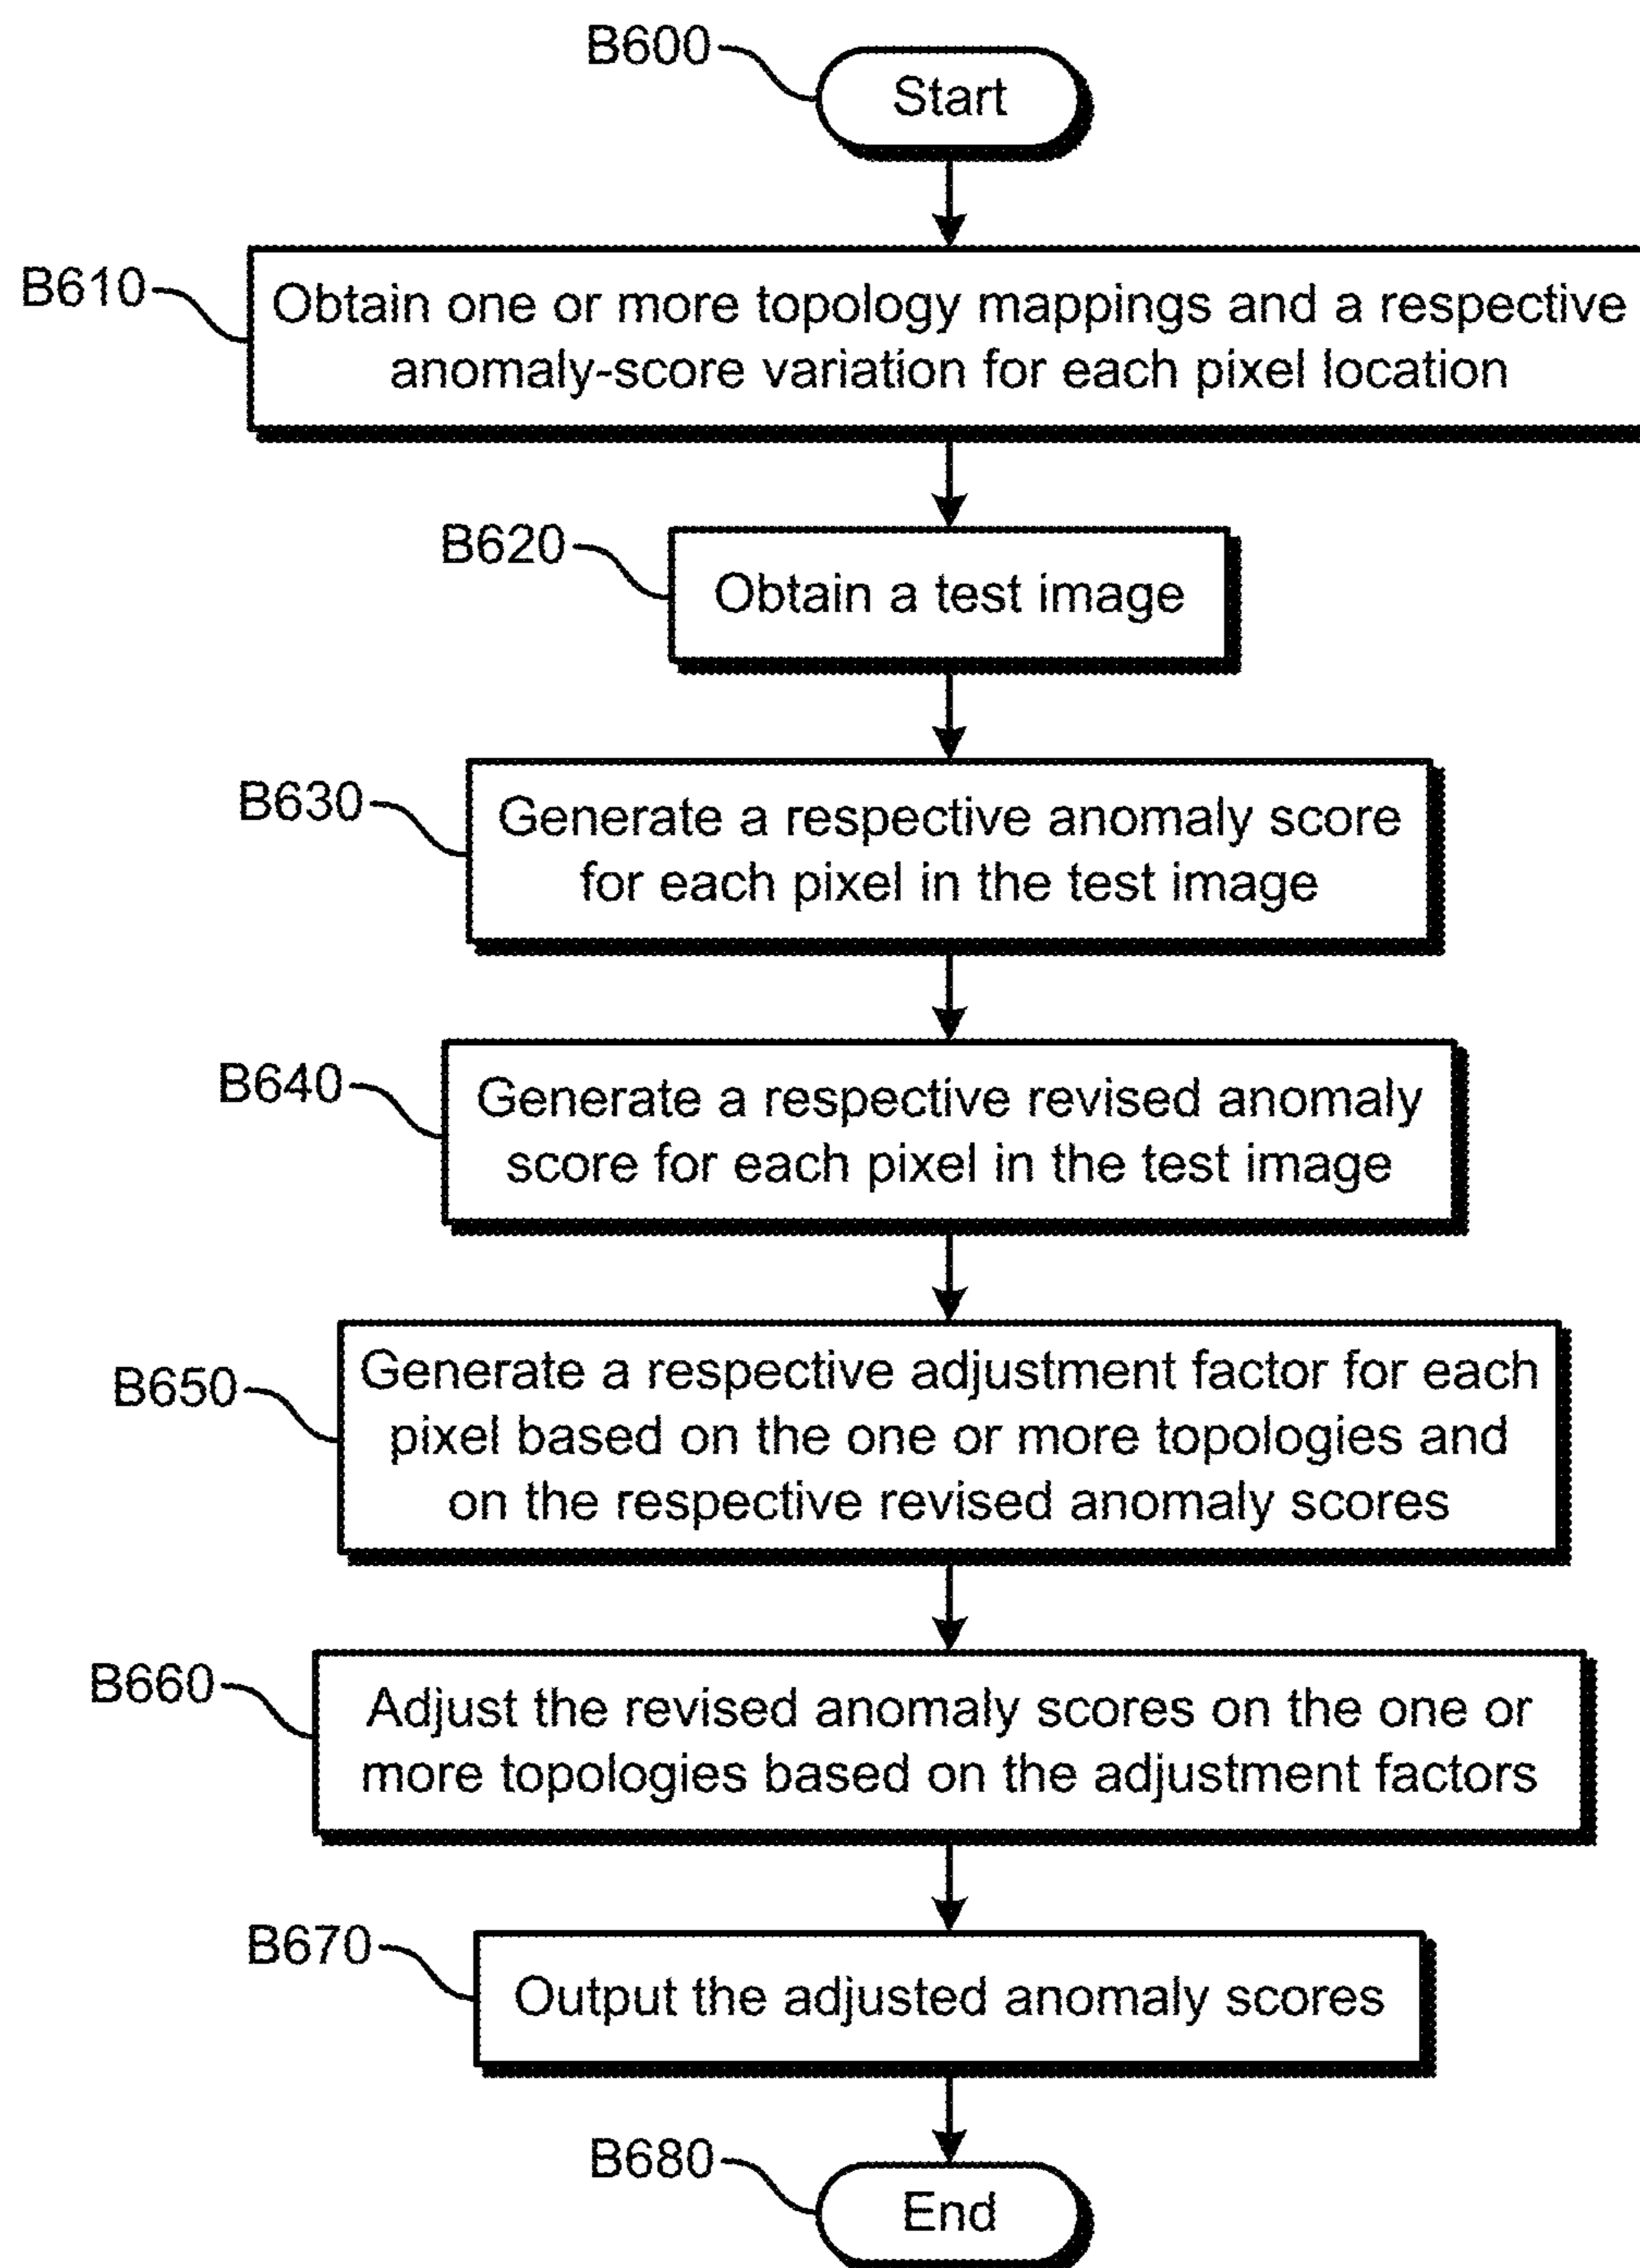 B600
Start
B610
Obtain one or more topology mappings and a respective
anomaly-score variation for each pixel location
B620
Obtain a test image
B630
Generate a respective anomaly score
for each pixel in the test image
B640
Generate a respective revised anomaly
score for each pixel in the test image
B650
Generate a respective adjustment factor for each
pixel based on the one or more topologies and
on the respective revised anomaly scores
B660
Adjust the revised anomaly scores on the one or
more topologies based on the adjustment factors
B670
Output the adjusted anomaly scores
B680
End